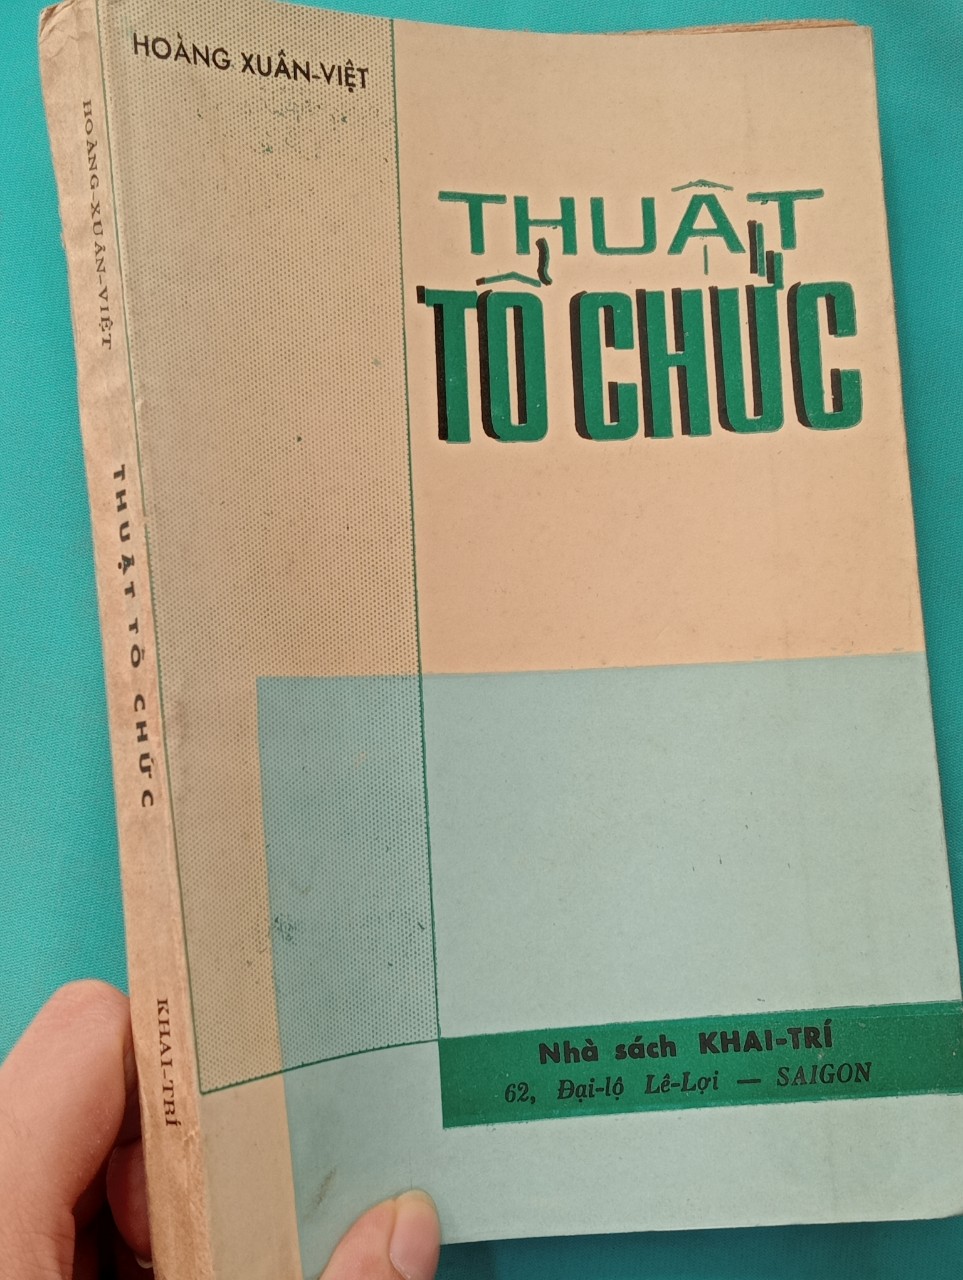 HOÀNG XUÂN-VIỆT
THUẬT
TỔ CHỨC
Nhà sách KHAI-TRÍ
62, Đại-lộ Lê-Lợi — SAIGON
HOÀNG-XUÂN-VIỆT
THUẬT TỔ CHỨC
KHAI-TRÍ